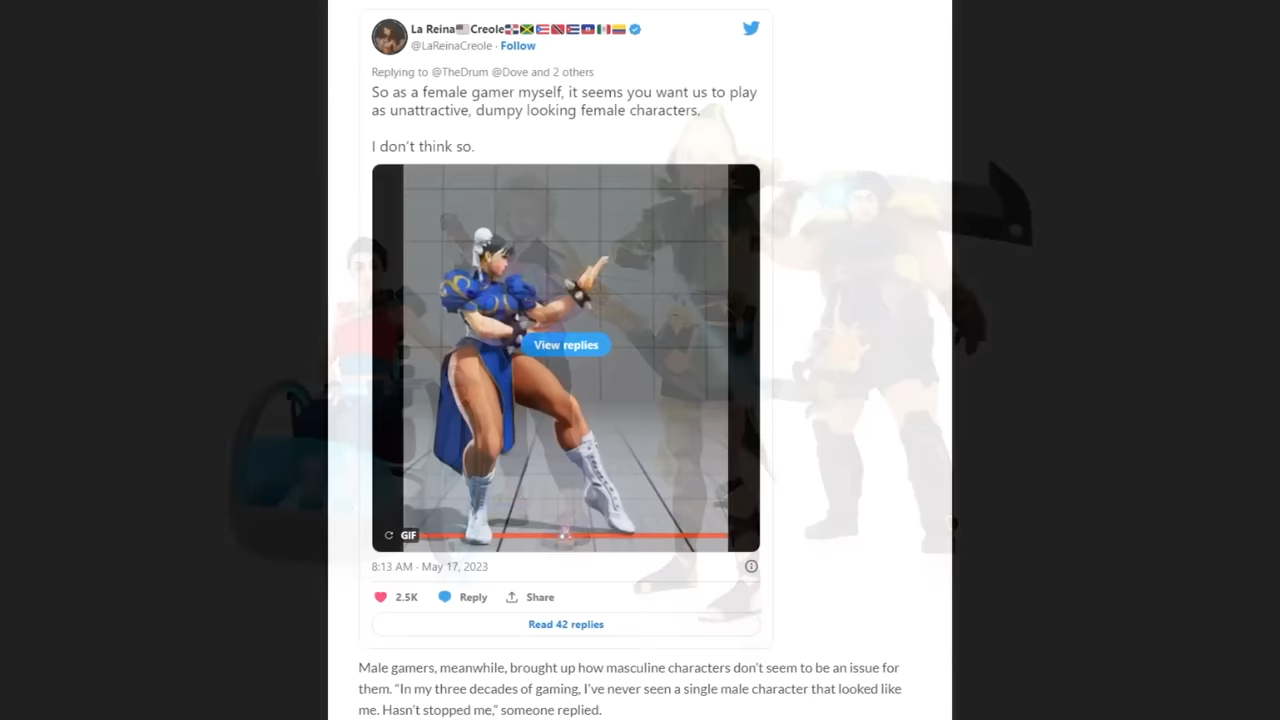 La Reina🇺🇸Creole🇩🇴🇯🇲🇵🇷🇹🇹🇨🇺🇭🇹🇲🇽🇨🇴
@LaReinaCreole · Follow
Replying to @TheDrum @Dove and 2 others
So as a female gamer myself, it seems you want us to play
as unattractive, dumpy looking female characters.
I don't think so.
View replies
GIF
8:13 AM · May 17, 2023
2.5K Reply Share
Read 42 replies
Male gamers, meanwhile, brought up how masculine characters don't seem to be an issue for
them. “In my three decades of gaming, I've never seen a single male character that looked like
me. Hasn't stopped me,” someone replied.